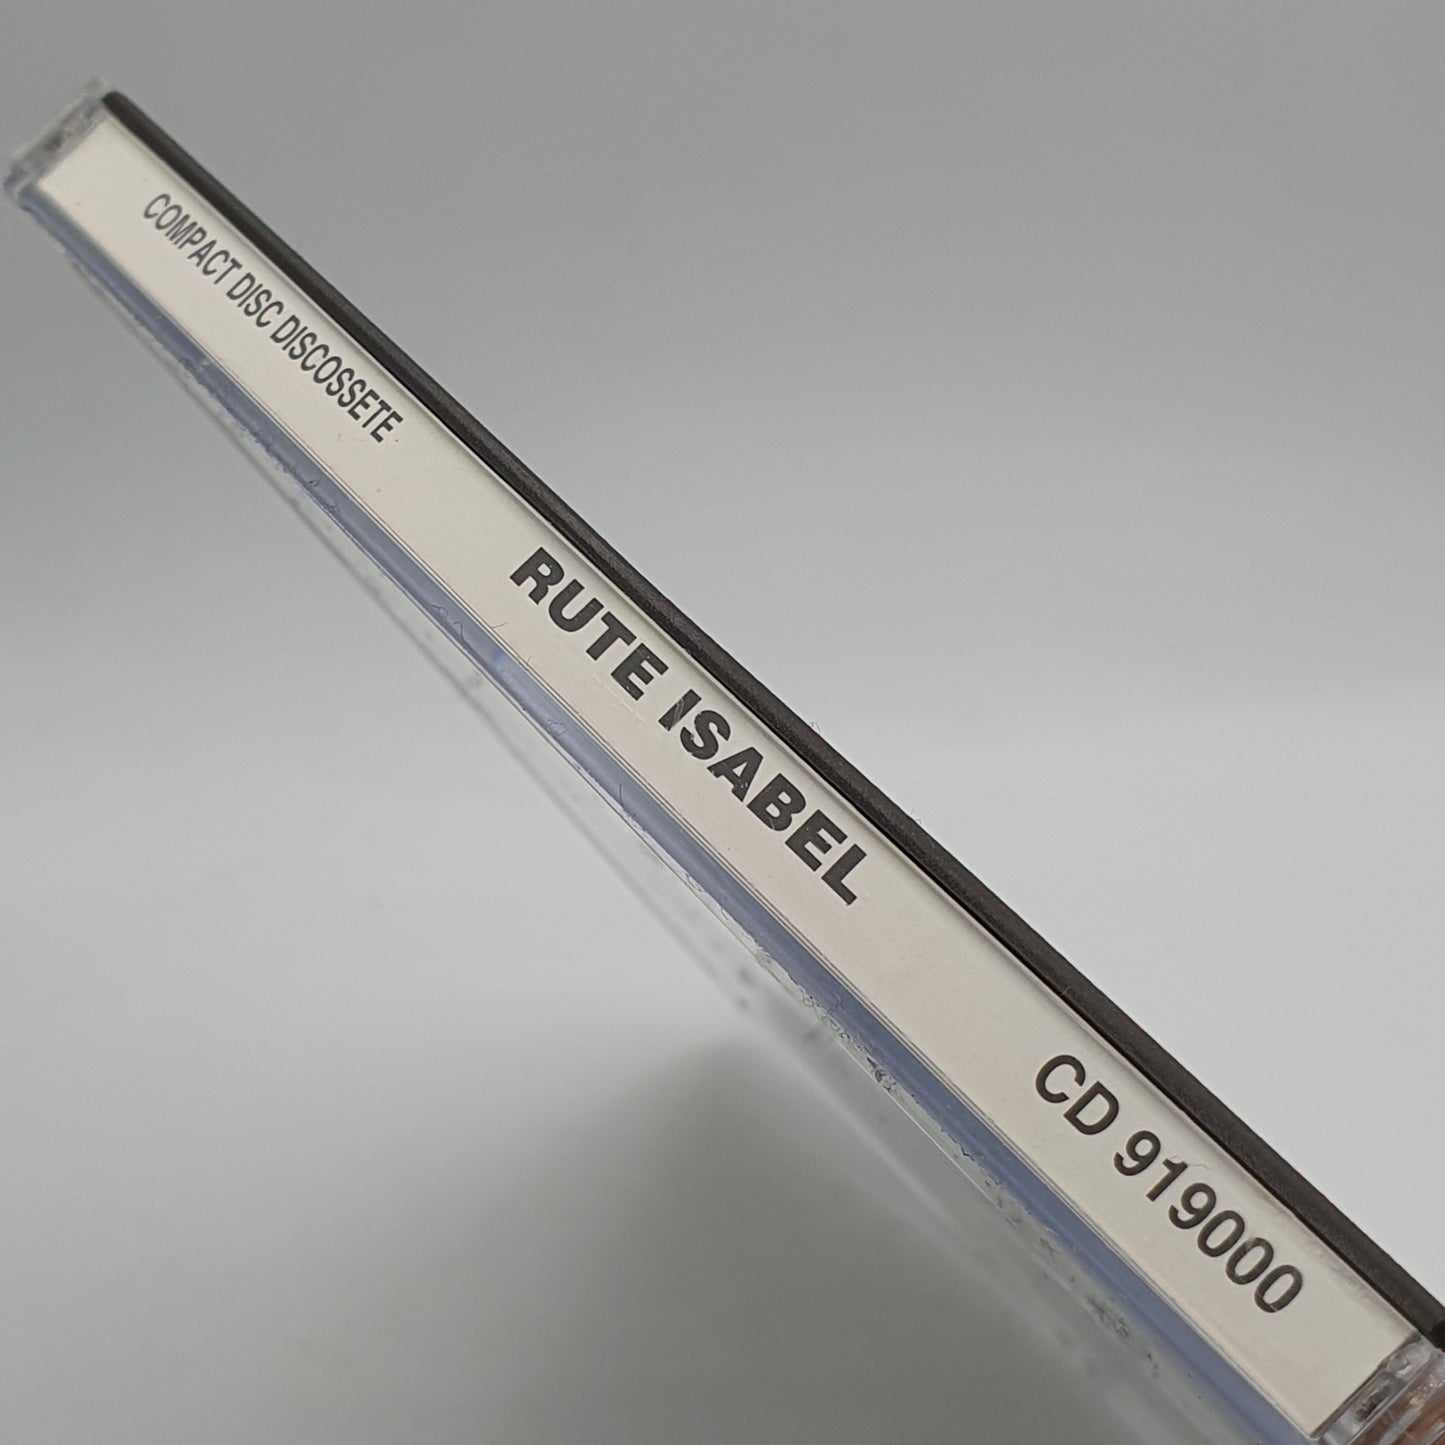 COMPACT DISC DISCOSSETE
RUTE ISABEL
CD 919000